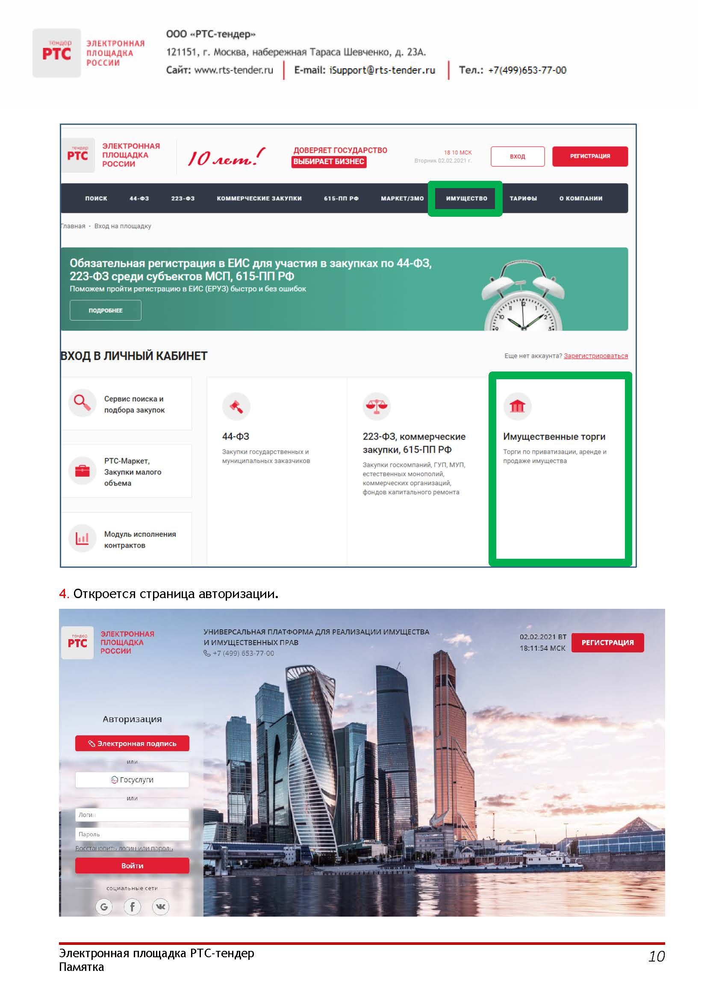 тендер
РТС
ЭЛЕКТРОННАЯ
ПЛОЩАДКА
РОССИИ
ООО «РТС-тендер»
121151, г. Москва, набережная Тараса Шевченко, д. 23А.
Сайт: www.rts-tender.ru E-mail: iSupport@rts-tender.ru Тел.: +7(499)653-77-00
тендер
РТС
ЭЛЕКТРОННАЯ
ПЛОЩАДКА
РОССИИ
10 лет!
ДОВЕРЯЕТ ГОСУДАРСТВО
ВЫБИРАЕТ БИЗНЕС
18 10 МСК
Вторник 02.02.2021 г.
ВХОД
РЕГИСТРАЦИЯ
ПОИСК 44-ФЗ 223-ФЗ КОММЕРЧЕСКИЕ ЗАКУПКИ 615-ПП РФ МАРКЕТ/ЗМО ИМУЩЕСТВО ТАРИФЫ О КОМПАНИИ
Главная - Вход на площадку
Обязательная регистрация в ЕИС для участия в закупках по 44-ФЗ,
223-ФЗ среди субъектов МСП, 615-ПП РФ
Поможем пройти регистрацию в ЕИС (ЕРУЗ) быстро и без ошибок
ПОДРОБНЕЕ
11 12 1
10 2
9 3
ВХОД В ЛИЧНЫЙ КАБИНЕТ
Еще нет аккаунта? Зарегистрироваться
Сервис поиска и
подбора закупок
РТС-Маркет,
Закупки малого
объема
Модуль исполнения
контрактов
44-ФЗ
Закупки государственных и
муниципальных заказчиков
223-ФЗ, коммерческие
закупки, 615-ПП РФ
Закупки госкомпаний, ГУП, МУП,
естественных монополий,
коммерческих организаций,
фондов капитального ремонта
Имущественные торги
Торги по приватизации, аренде и
продаже имущества
4. Откроется страница авторизации.
тендер
РТС
ЭЛЕКТРОННАЯ
ПЛОЩАДКА
РОССИИ
УНИВЕРСАЛЬНАЯ ПЛАТФОРМА ДЛЯ РЕАЛИЗАЦИИ ИМУЩЕСТВА
И ИМУЩЕСТВЕННЫХ ПРАВ
+7 (499) 653-77-00
02.02.2021 ВТ
18:11:54 МСК
РЕГИСТРАЦИЯ
Авторизация
Электронная подпись
или
Госуслуги
или
Логин
Пароль
Восстановить логин или пароль
Войти
социальные сети
G f
Электронная площадка РТС-тендер
Памятка
10